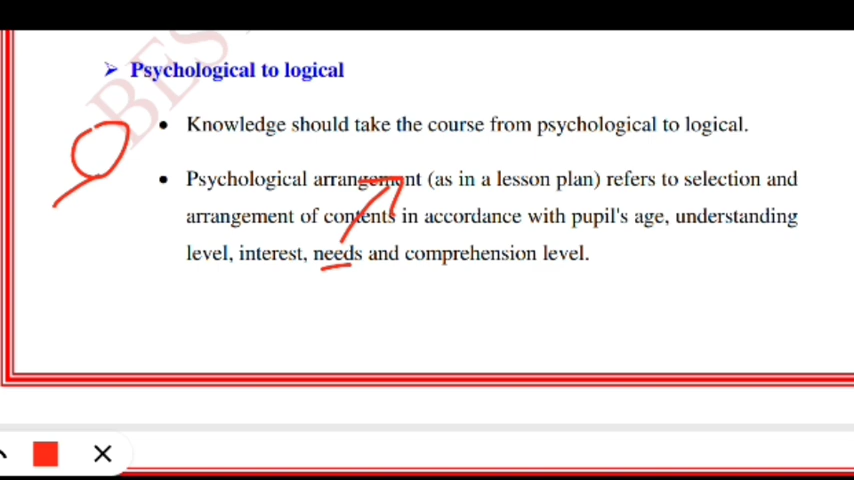 BES
➢ Psychological to logical
• Knowledge should take the course from psychological to logical.
• Psychological arrangement (as in a lesson plan) refers to selection and
arrangement of contents in accordance with pupil's age, understanding
level, interest, needs and comprehension level.